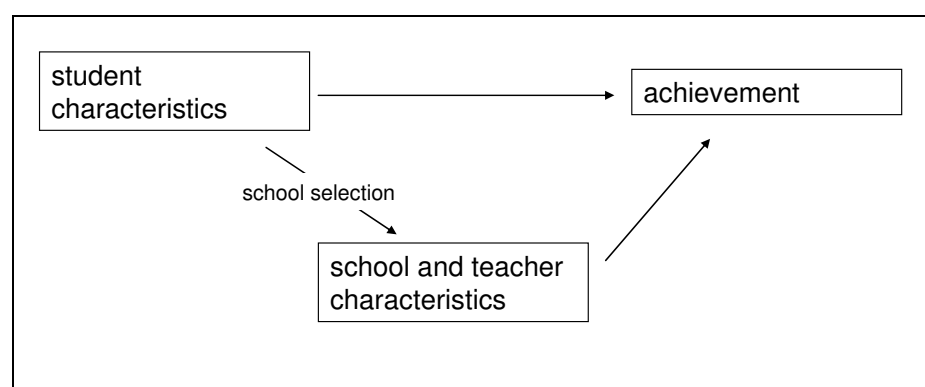 student
characteristics
achievement
school selection
school and teacher
characteristics